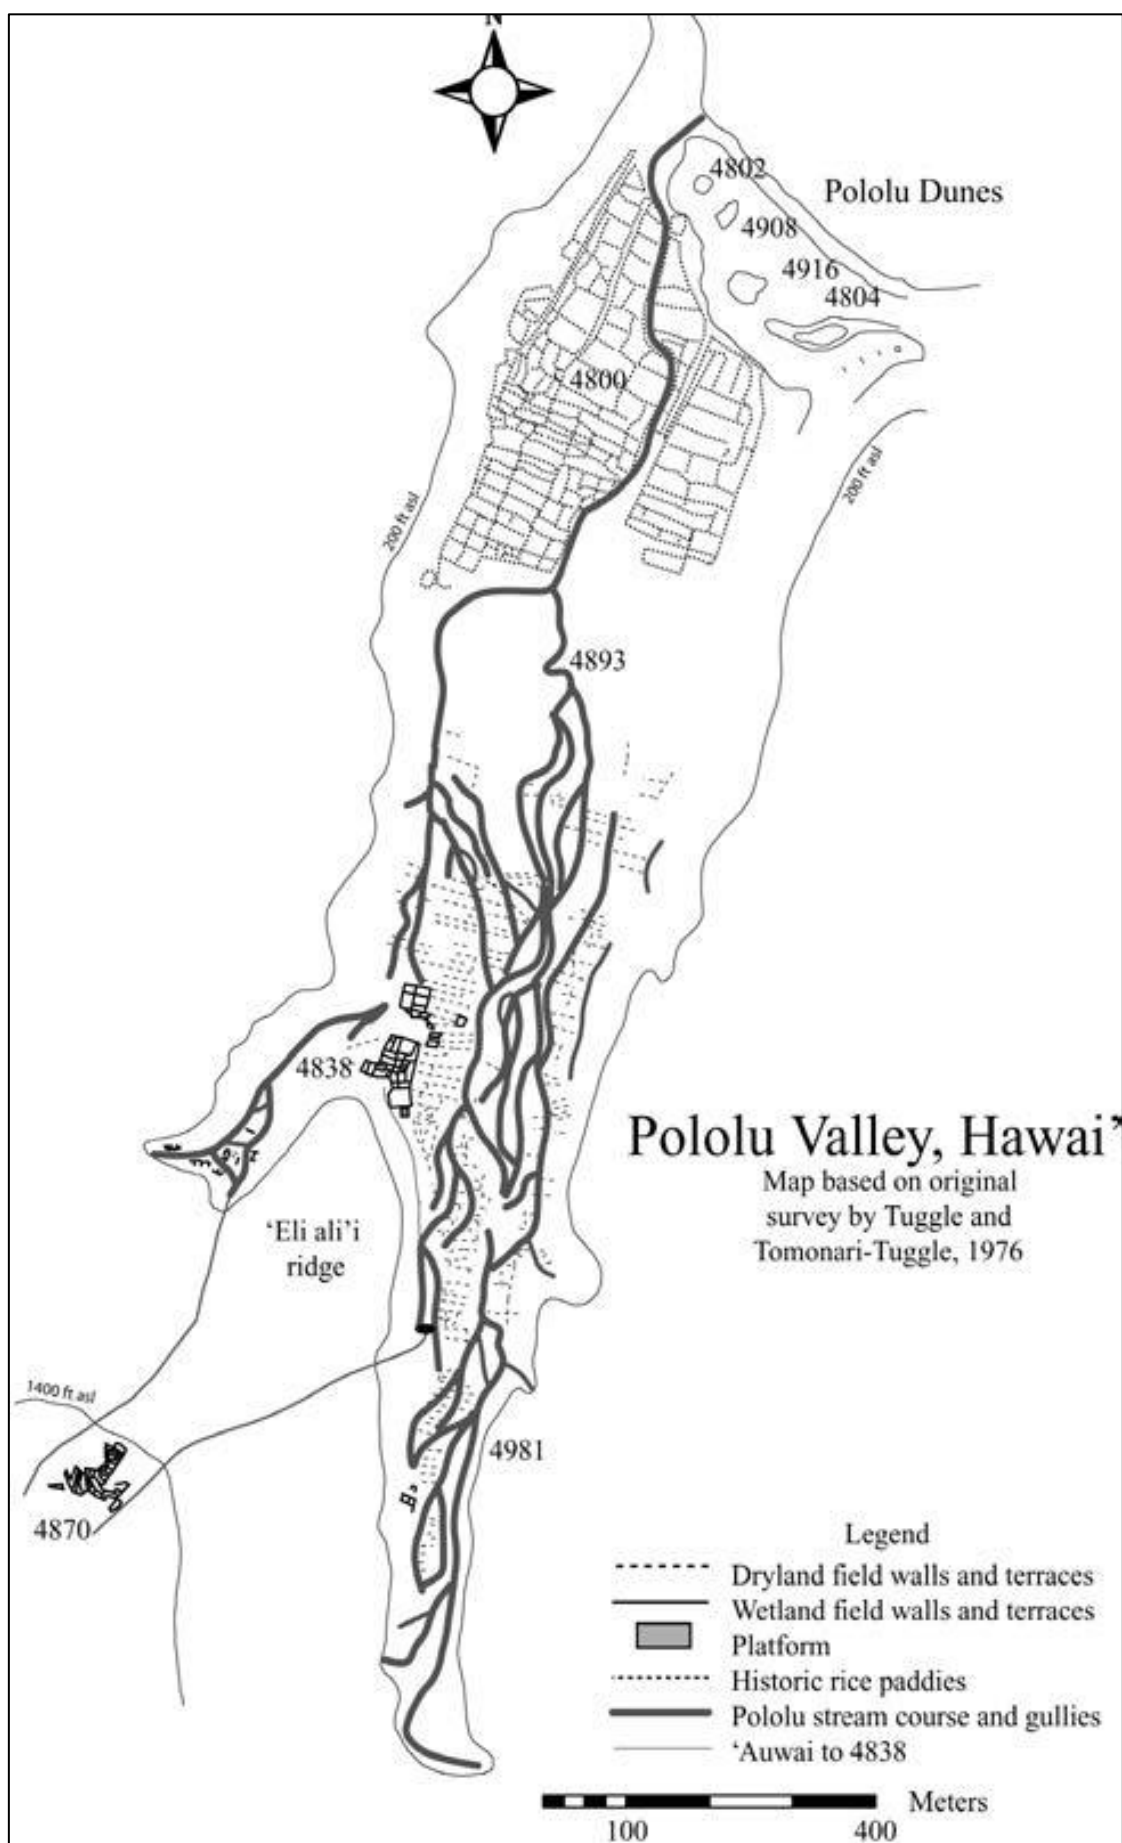 N
4802
Pololu Dunes
4908
4916
4804
4800
200 ft asl
200 ft asl
4893
4838
Pololu Valley, Hawai’
Map based on original
survey by Tuggle and
Tomonari-Tuggle, 1976
‘Eli ali’i
ridge
1400 ft asl
4981
4870
Legend
Dryland field walls and terraces
Wetland field walls and terraces
Platform
Historic rice paddies
Pololu stream course and gullies
‘Auwai to 4838
Meters
100
400